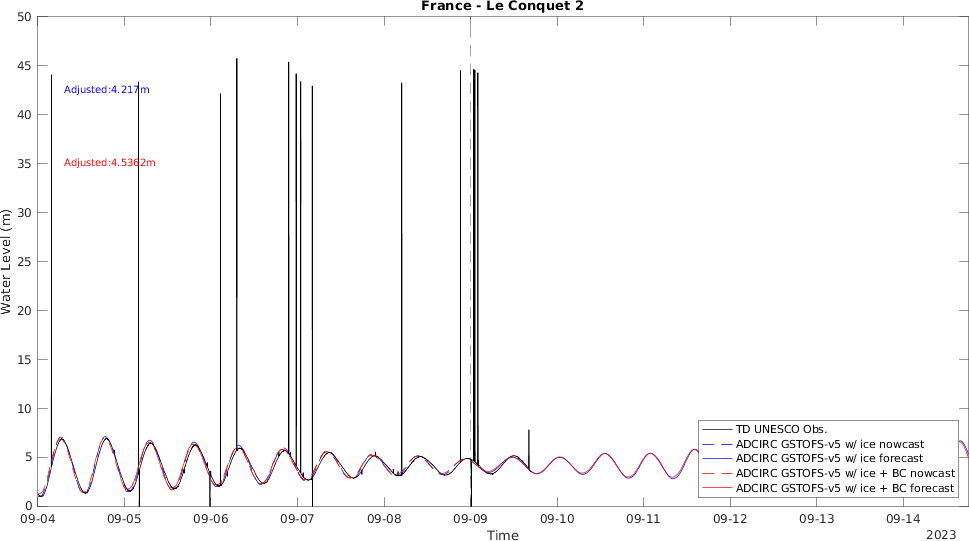 France - Le Conquet 2
50
45
40
35
30
25
20
15
10
5
0
Water Level (m)
Adjusted:4.217m
Adjusted:4.5362m
TD UNESCO Obs.
ADCIRC GSTOFS-v5 w/ ice nowcast
ADCIRC GSTOFS-v5 w/ ice forecast
ADCIRC GSTOFS-v5 w/ ice + BC nowcast
ADCIRC GSTOFS-v5 w/ ice + BC forecast
09-04 09-05 09-06 09-07 09-08 09-09 09-10 09-11 09-12 09-13 09-14
Time
2023